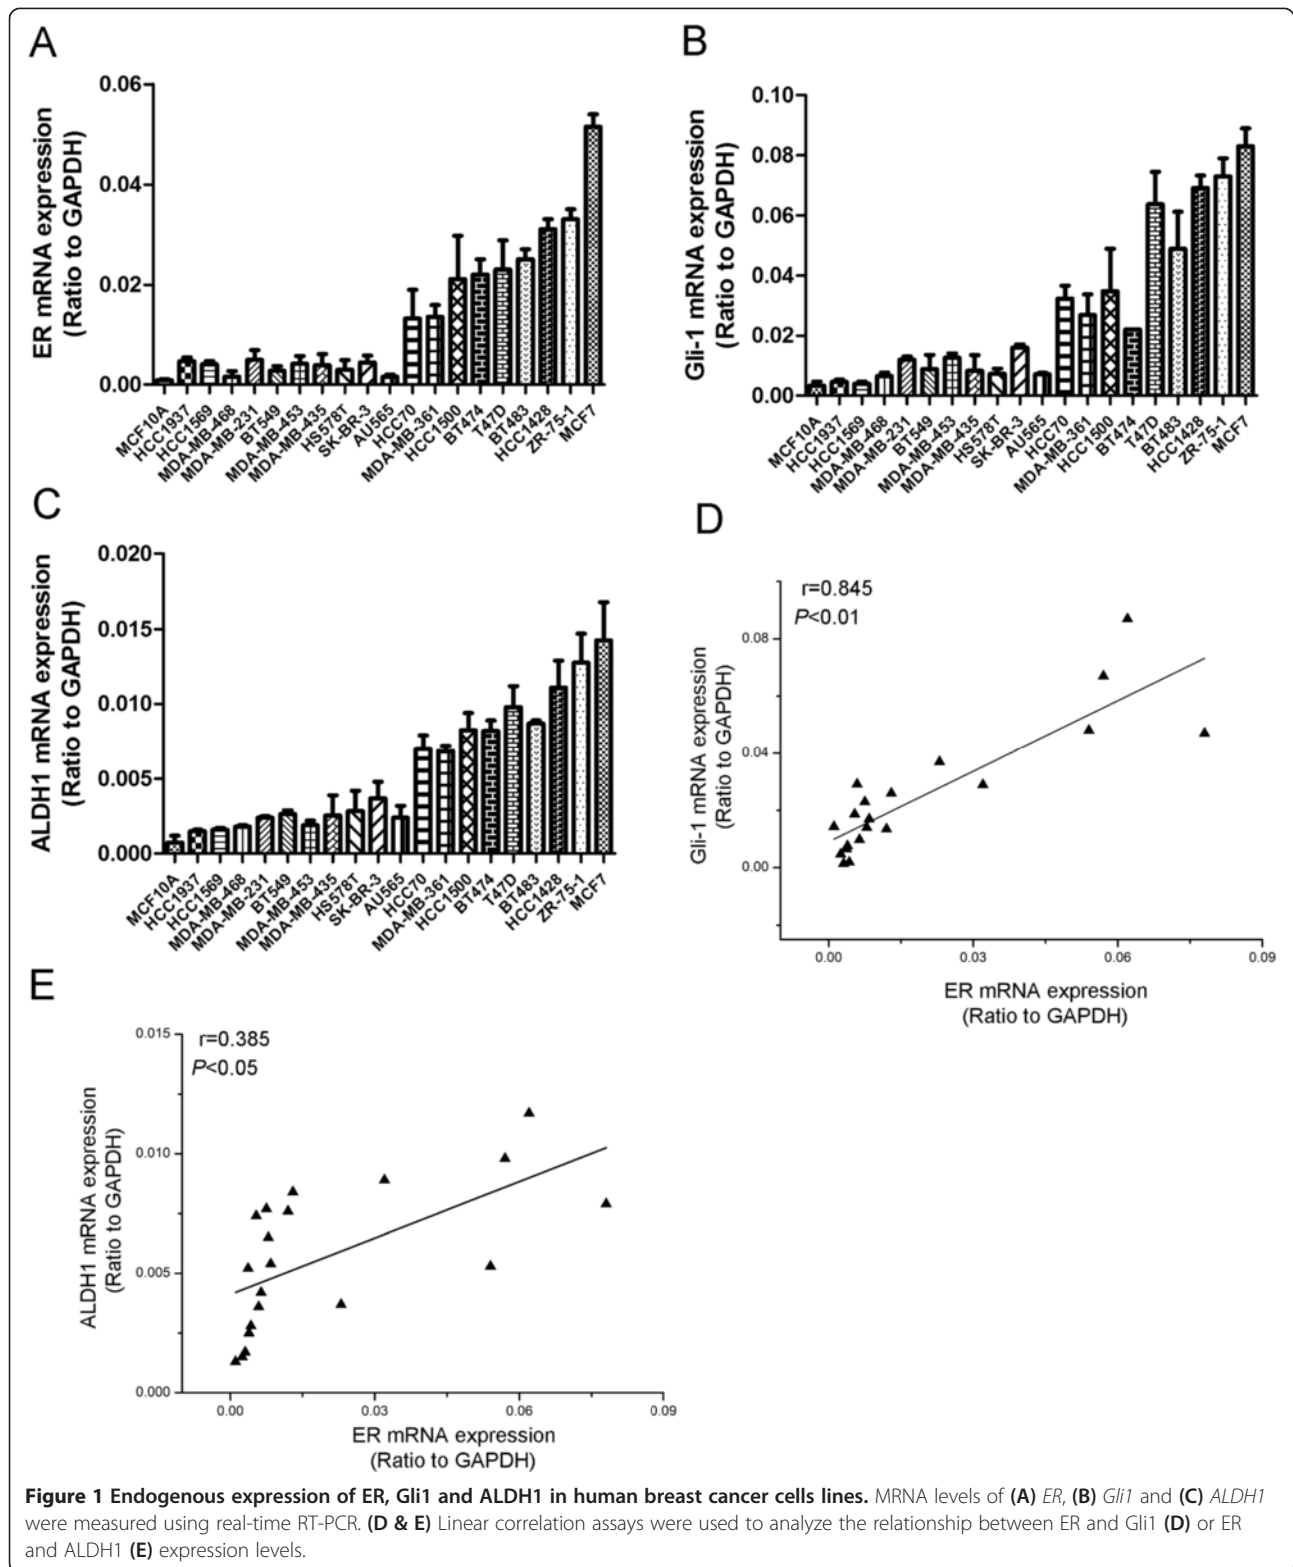 A
ER mRNA expression
(Ratio to GAPDH)
0.06
0.04
0.02
0.00
MCF10A
HCC1937
HCC1569
MDA-MB-468
MDA-MB-231
BT549
MDA-MB-453
MDA-MB-435
HS578T
SK-BR-3
AU565
HCC70
MDA-MB-361
HCC1500
BT474
T47D
BT483
HCC1428
ZR-75-1
MCF7
B
Gli-1 mRNA expression
(Ratio to GAPDH)
0.10
0.08
0.06
0.04
0.02
0.00
MCF10A
HCC1937
HCC1569
MDA-MB-468
MDA-MB-231
BT549
MDA-MB-453
MDA-MB-435
HS578T
SK-BR-3
AU565
HCC70
MDA-MB-361
HCC1500
BT474
T47D
BT483
HCC1428
ZR-75-1
MCF7
C
ALDH1 mRNA expression
(Ratio to GAPDH)
0.020
0.015
0.010
0.005
0.000
MCF10A
HCC1937
HCC1569
MDA-MB-468
MDA-MB-231
BT549
MDA-MB-453
MDA-MB-435
HS578T
SK-BR-3
AU565
HCC70
MDA-MB-361
HCC1500
BT474
T47D
BT483
HCC1428
ZR-75-1
MCF7
D
r=0.845
P<0.01
Gli-1 mRNA expression
(Ratio to GAPDH)
0.08
0.04
0.00
0.00
0.03
0.06
0.09
ER mRNA expression
(Ratio to GAPDH)
E
r=0.385
P<0.05
ALDH1 mRNA expression
(Ratio to GAPDH)
0.015
0.010
0.005
0.000
0.00
0.03
0.06
0.09
ER mRNA expression
(Ratio to GAPDH)
Figure 1 Endogenous expression of ER, Gli1 and ALDH1 in human breast cancer cells lines. MRNA levels of (A) ER, (B) Gli1 and (C) ALDH1
were measured using real-time RT-PCR. (D & E) Linear correlation assays were used to analyze the relationship between ER and Gli1 (D) or ER
and ALDH1 (E) expression levels.